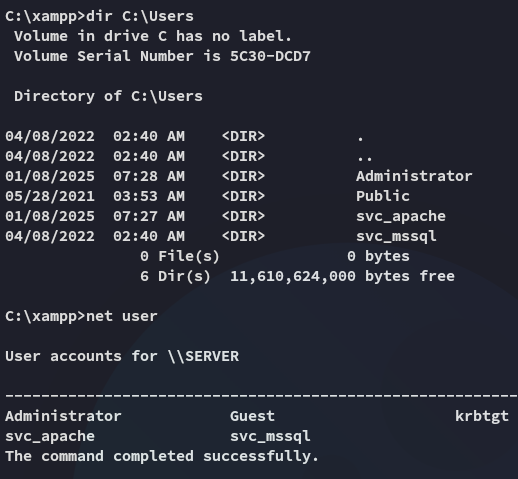 C:\xampp>dir C:\Users
 Volume in drive C has no label.
 Volume Serial Number is 5C30-DCD7

 Directory of C:\Users

04/08/2022  02:40 AM    <DIR>          .
04/08/2022  02:40 AM    <DIR>          ..
01/08/2025  07:28 AM    <DIR>          Administrator
05/28/2021  03:53 AM    <DIR>          Public
01/08/2025  07:27 AM    <DIR>          svc_apache
04/08/2022  02:40 AM    <DIR>          svc_mssql
               0 File(s)              0 bytes
               6 Dir(s)  11,610,624,000 bytes free

C:\xampp>net user

User accounts for \\SERVER

---------------------------------------------------------
Administrator            Guest                    krbtgt
svc_apache               svc_mssql
The command completed successfully.